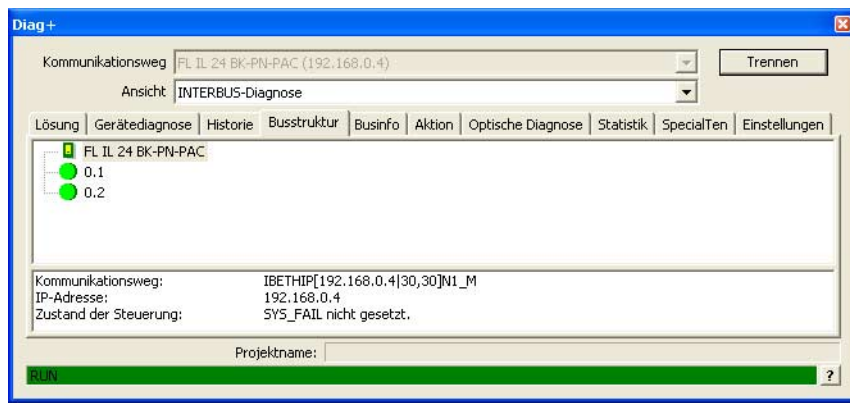 Diag+
Kommunikationsweg FL IL 24 BK-PN-PAC (192.168.0.4) Trennen
Ansicht INTERBUS-Diagnose
Lösung Gerätediagnose Historie Busstruktur Businfo Aktion Optische Diagnose Statistik SpecialTen Einstellungen
FL IL 24 BK-PN-PAC
0.1
0.2
Kommunikationsweg: IBETHIP[192.168.0.4|30,30]N1_M
IP-Adresse: 192.168.0.4
Zustand der Steuerung: SYS_FAIL nicht gesetzt.
Projektname:
RUN ?